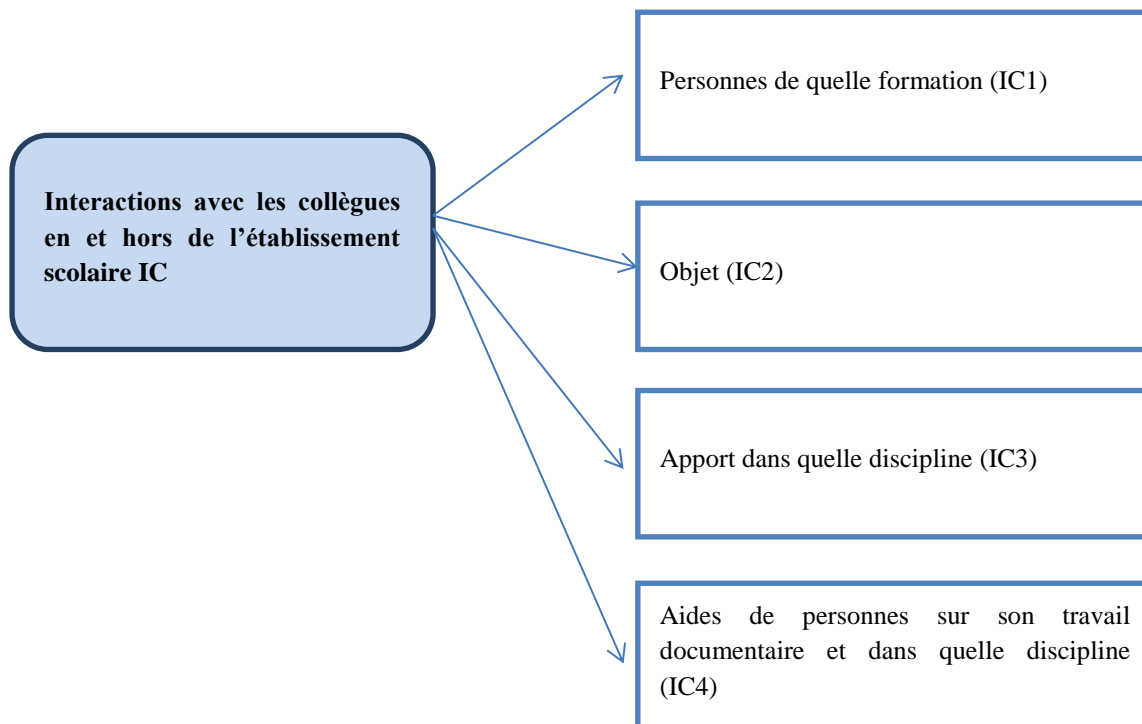 Personnes de quelle formation (IC1)
Interactions avec les collègues
en et hors de l’établissement
scolaire IC
Objet (IC2)
Apport dans quelle discipline (IC3)
Aides de personnes sur son travail
documentaire et dans quelle discipline
(IC4)